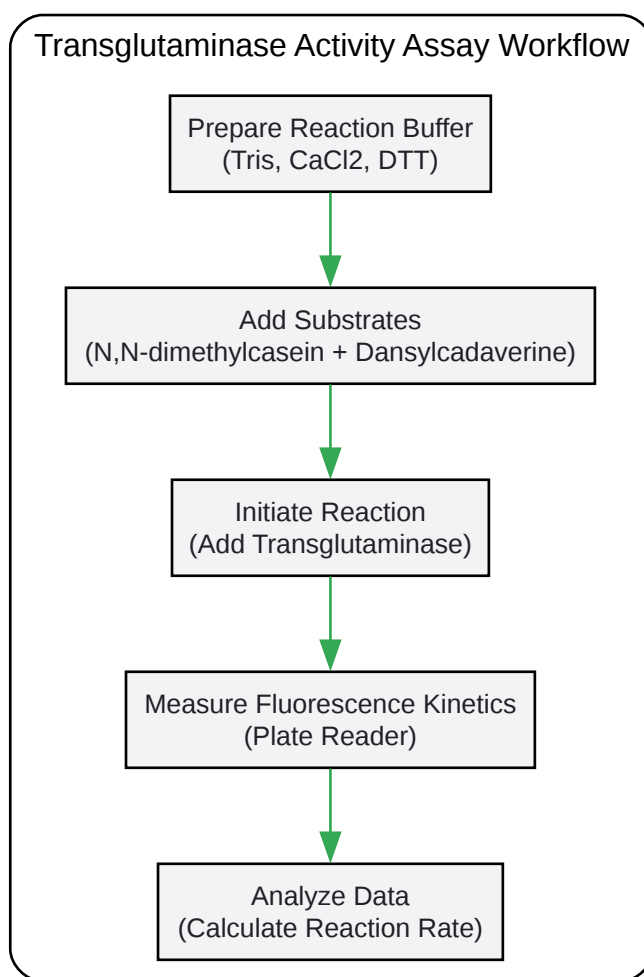 Transglutaminase Activity Assay Workflow
Prepare Reaction Buffer
(Tris, CaCl2, DTT)
Add Substrates
(N,N-dimethylcasein + Dansylcadaverine)
Initiate Reaction
(Add Transglutaminase)
Measure Fluorescence Kinetics
(Plate Reader)
Analyze Data
(Calculate Reaction Rate)